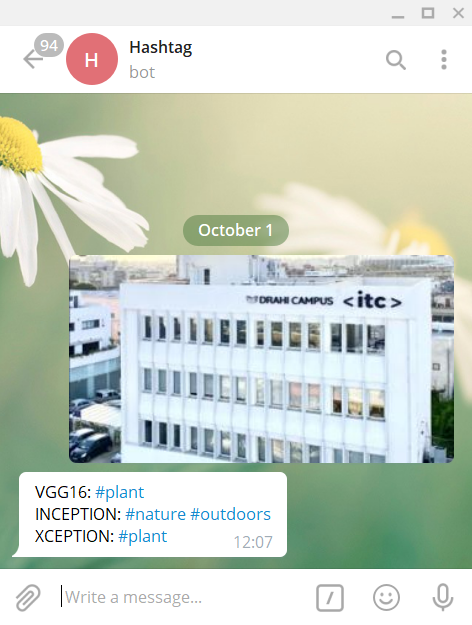 94
H
Hashtag
bot
October 1
DRAHI CAMPUS <itc>
VGG16: #plant
INCEPTION: #nature #outdoors
XCEPTION: #plant
12:07
Write a message...